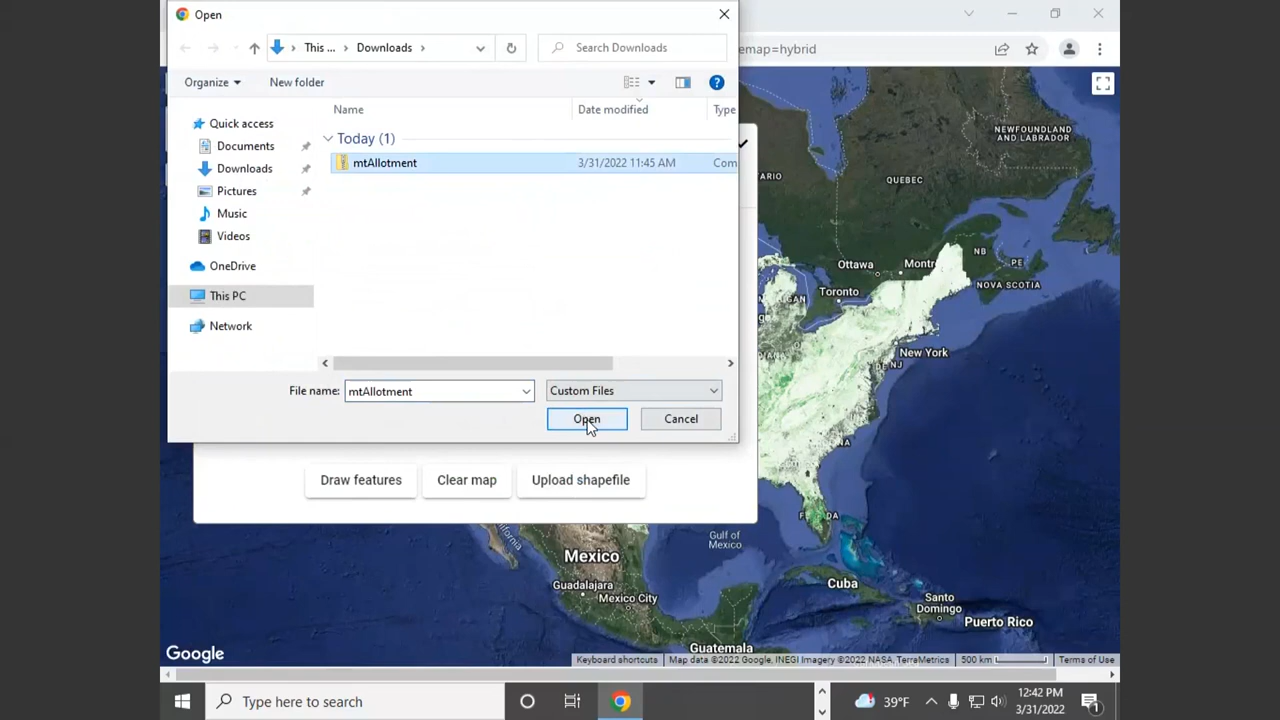 Open
This ...
Downloads
Search Downloads
emap=hybrid
Organize
New folder
Name
Date modified
Type
Quick access
Documents
Downloads
Pictures
Music
Videos
OneDrive
This PC
Network
Today (1)
mtAllotment
3/31/2022 11:45 AM
Com
File name:
mtAllotment
Custom Files
Open
Cancel
Draw features
Clear map
Upload shapefile
NEWFOUNDLAND
AND LABRADOR
TARIO
QUEBEC
NB
PE
NOVA SCOTIA
Ottawa
Montr
Toronto
New York
DE
NJ
Gulf of
Mexico
California
Mexico
Guadalajara
Mexico City
Cuba
Santo
Domingo
Puerto Rico
Guatemala
Google
Keyboard shortcuts
Map data ©2022 Google, INEGI Imagery ©2022 NASA, TerraMetrics
500 km
Terms of Use
Type here to search
39°F
12:42 PM
3/31/2022
1